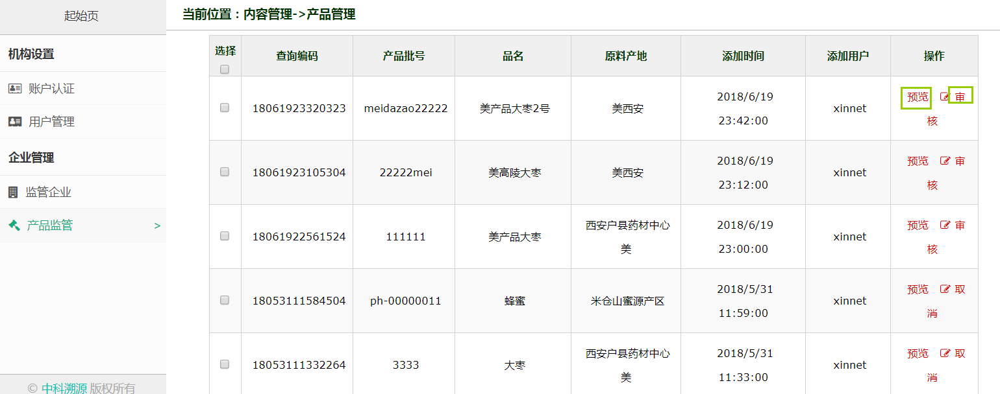 起始页
机构设置
账户认证
用户管理
企业管理
监管企业
产品监管 >
© 中科溯源 版权所有
当前位置：内容管理->产品管理
选择 查询编码 产品批号 品名 原料产地 添加时间 添加用户 操作
18061923320323 meidazao22222 美产品大枣2号 美西安 2018/6/19 23:42:00 xinnet 预览 审核
18061923105304 22222mei 美高陵大枣 美西安 2018/6/19 23:12:00 xinnet 预览 审核
18061922561524 111111 美产品大枣 西安户县药材中心美 2018/6/19 23:00:00 xinnet 预览 审核
18053111584504 ph-00000011 蜂蜜 米仓山蜜源产区 2018/5/31 11:59:00 xinnet 预览 取消
18053111332264 3333 大枣 西安户县药材中心美 2018/5/31 11:33:00 xinnet 预览 取消